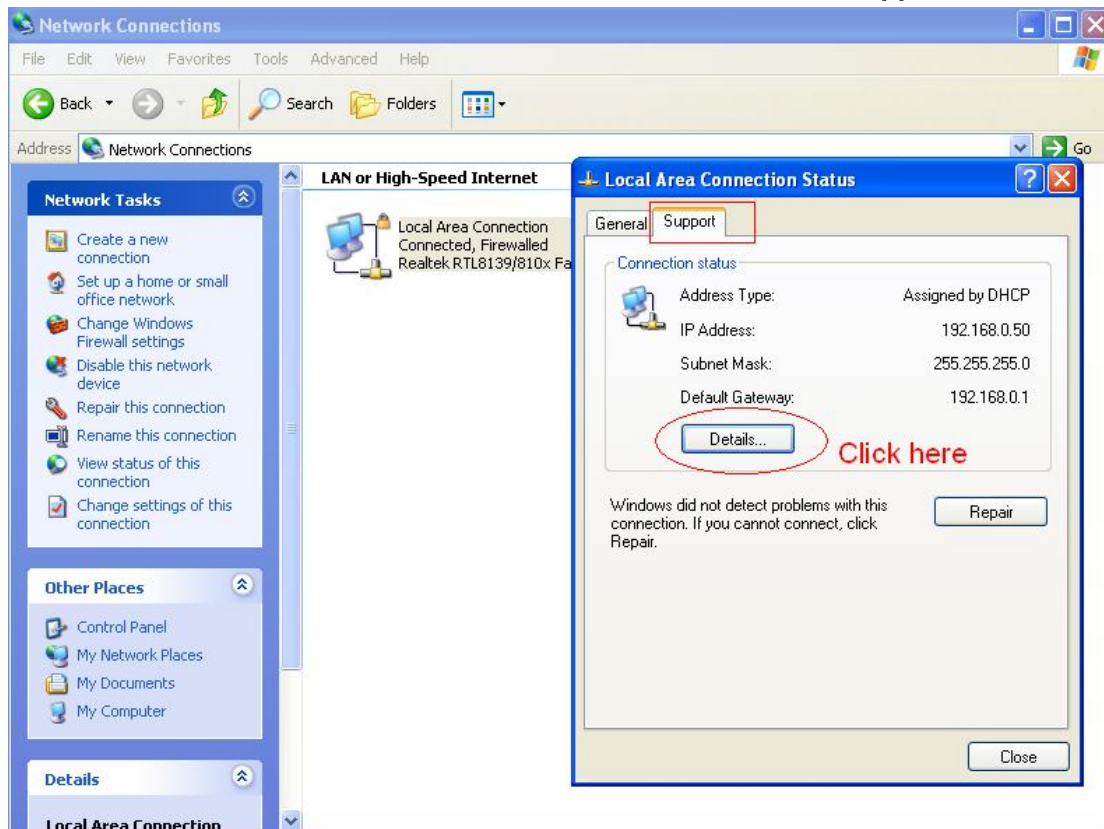 Network Connections
File Edit View Favorites Tools Advanced Help
Back Search Folders
Address Network Connections Go
Network Tasks
Create a new
connection
Set up a home or small
office network
Change Windows
Firewall settings
Disable this network
device
Repair this connection
Rename this connection
View status of this
connection
Change settings of this
connection
Other Places
Control Panel
My Network Places
My Documents
My Computer
Details
Local Area Connection
LAN or High-Speed Internet
Local Area Connection
Connected, Firewalled
Realtek RTL8139/810x Fa
Local Area Connection Status
General Support
Connection status
Address Type: Assigned by DHCP
IP Address: 192.168.0.50
Subnet Mask: 255.255.255.0
Default Gateway: 192.168.0.1
Details...
Click here
Windows did not detect problems with this
connection. If you cannot connect, click
Repair.
Repair
Close